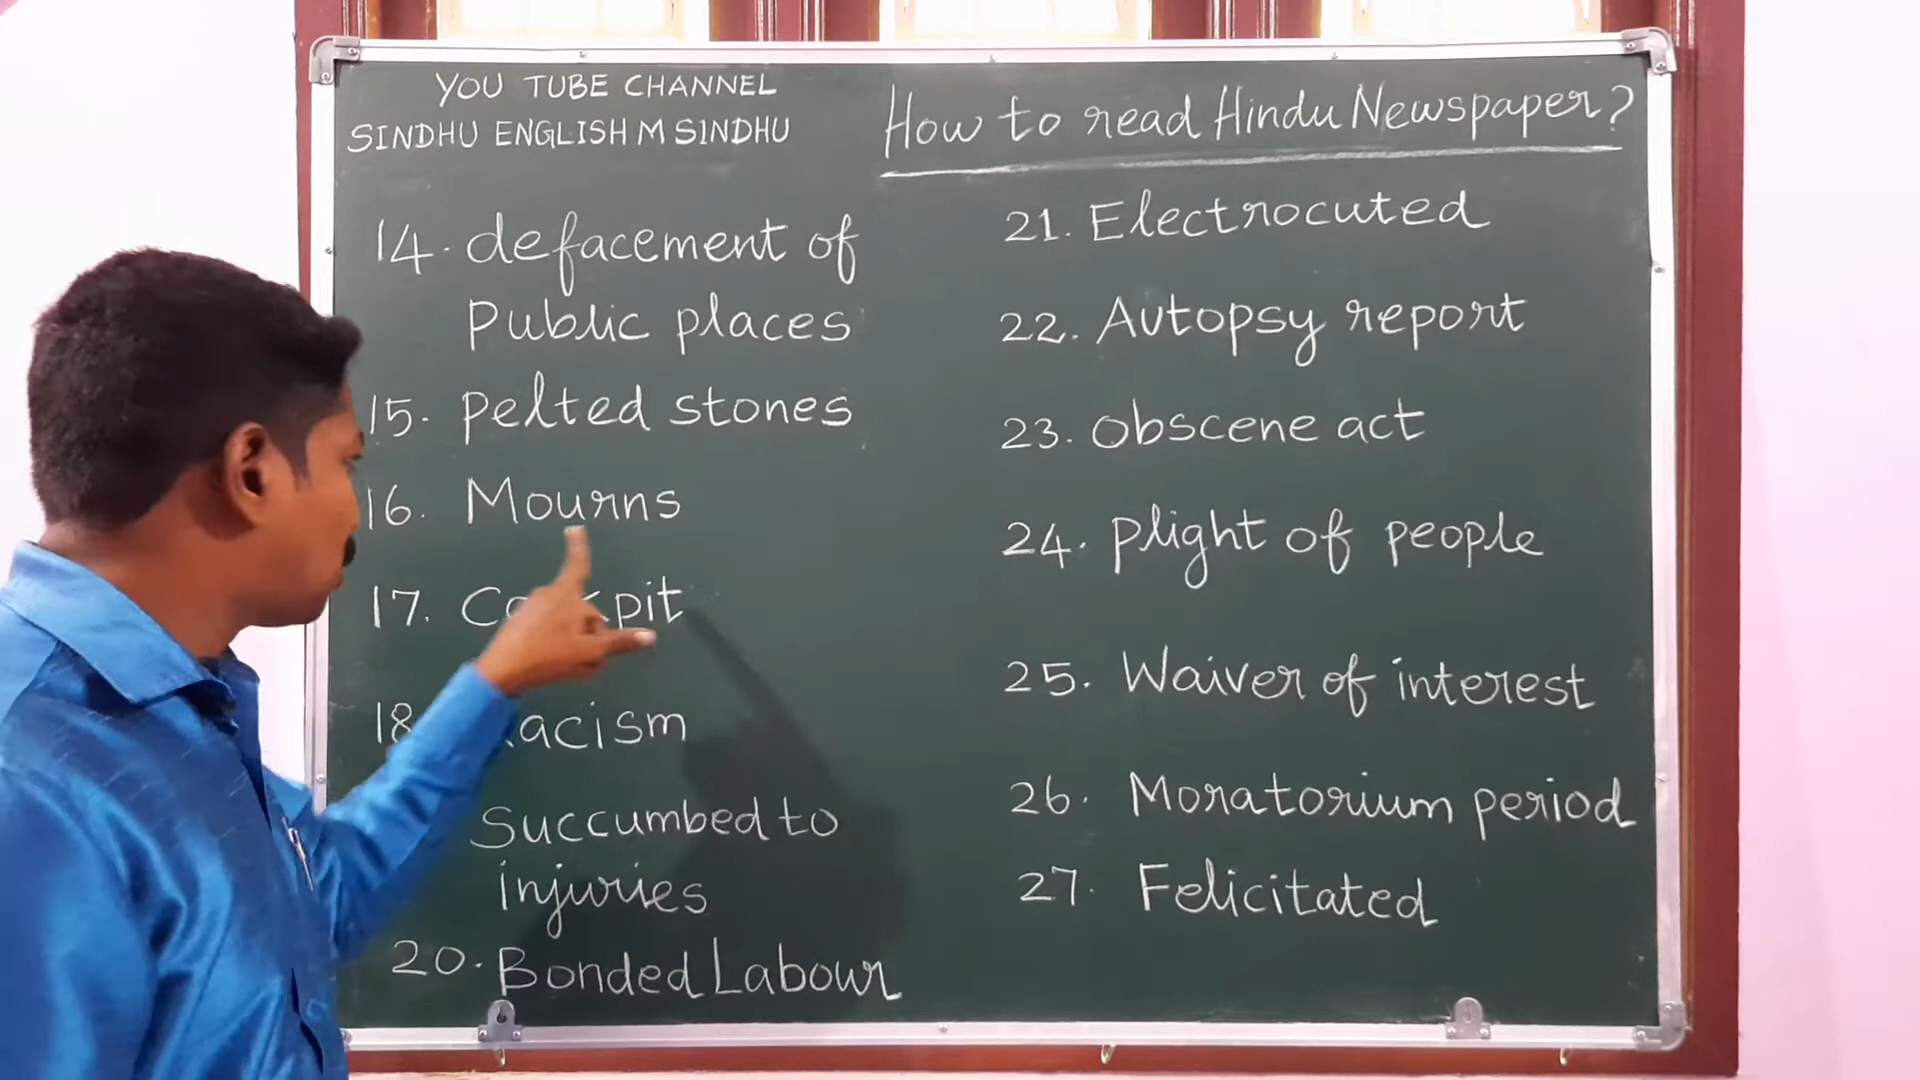 YOU TUBE CHANNEL
SINDHU ENGLISH M SINDHU
How to read Hindu Newspaper?
14. defacement of
Public places
15. pelted stones
16. Mourns
17.
18.
Succumbed to
injuries
20. Bonded Labour
21. Electrocuted
22. Autopsy report
23. Obscene act
24. Plight of people
25. Waiver of interest
26. Moratorium period
27. Felicitated